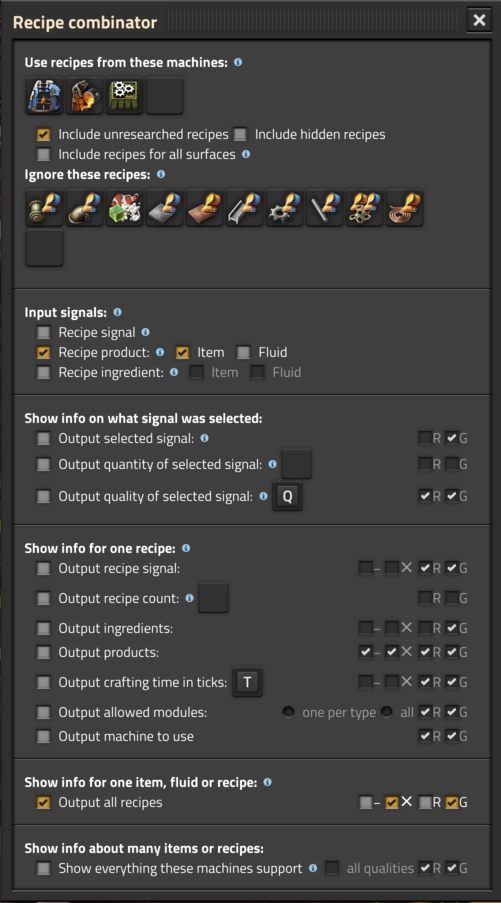 Recipe combinator
Use recipes from these machines:
Include unresearched recipes Include hidden recipes
Include recipes for all surfaces
Ignore these recipes:
Input signals:
Recipe signal
Recipe product: Item Fluid
Recipe ingredient: Item Fluid
Show info on what signal was selected:
Output selected signal: R G
Output quantity of selected signal: R G
Output quality of selected signal: Q R G
Show info for one recipe:
Output recipe signal: – × R G
Output recipe count: R G
Output ingredients: – × R G
Output products: – × R G
Output crafting time in ticks: T – × R G
Output allowed modules: one per type all R G
Output machine to use R G
Show info for one item, fluid or recipe:
Output all recipes – × R G
Show info about many items or recipes:
Show everything these machines support all qualities R G